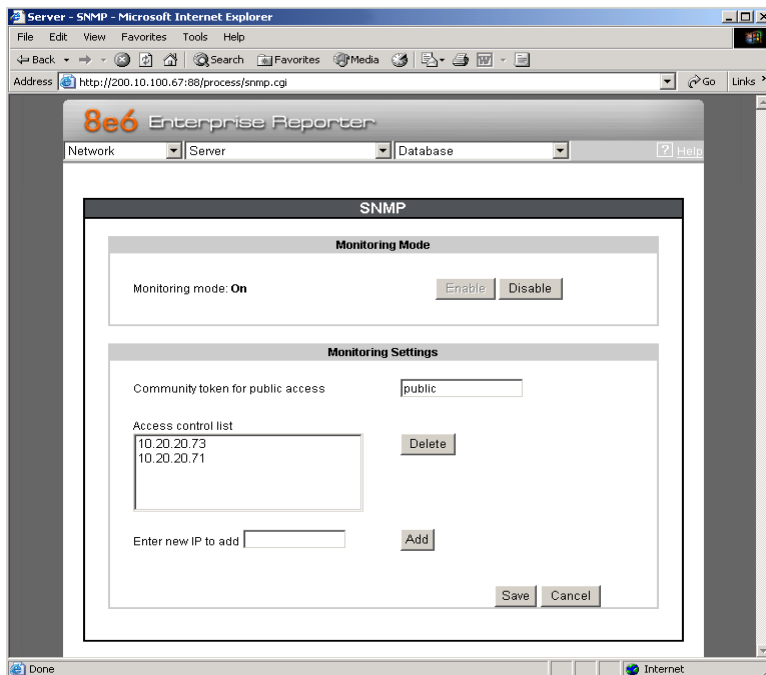 Server - SNMP - Microsoft Internet Explorer
File Edit View Favorites Tools Help
Back Search Favorites Media
Address http://200.10.100.67:88/process/snmp.cgi Go Links »
8e6 Enterprise Reporter
Network Server Database ? Help
SNMP
Monitoring Mode
Monitoring mode: On Enable Disable
Monitoring Settings
Community token for public access public
Access control list
10.20.20.73 Delete
10.20.20.71
Enter new IP to add Add
Save Cancel
Done Internet